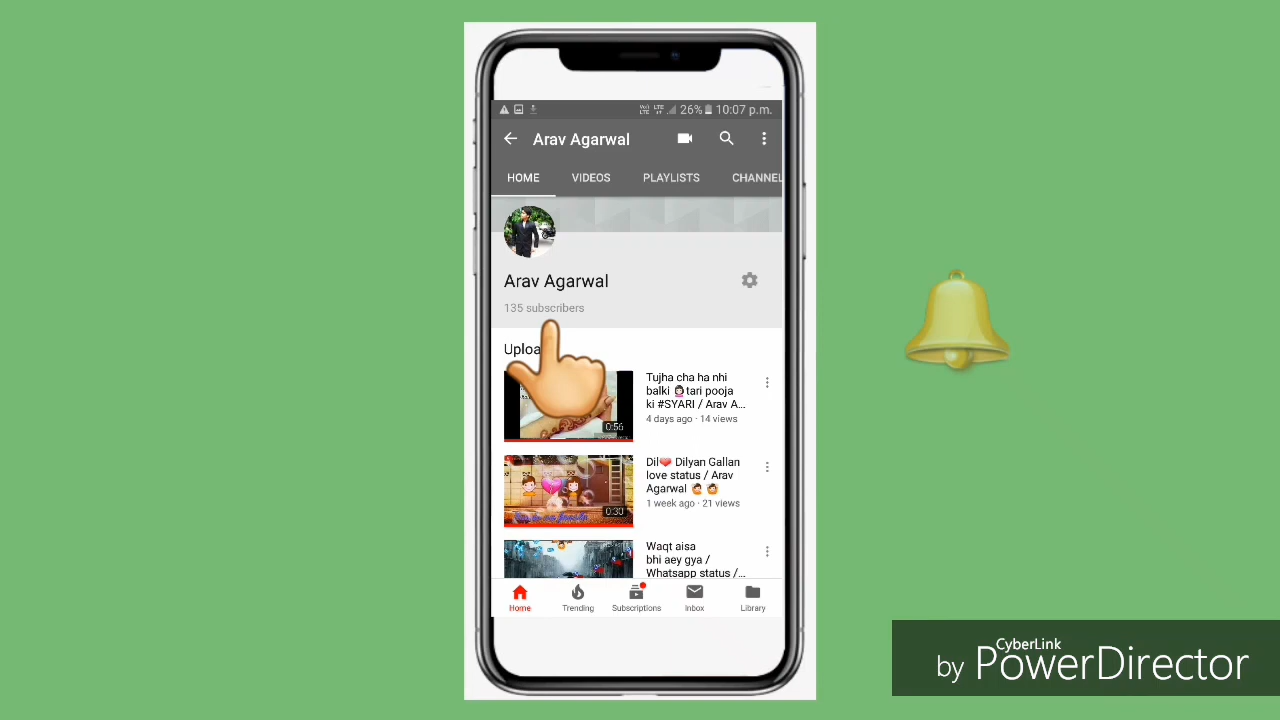 26% 10:07 p.m.
Arav Agarwal
HOME VIDEOS PLAYLISTS CHANNEL
Arav Agarwal
135 subscribers
Tujha cha ha nhi
balki 👩🏻tari pooja
ki #SYARI / Arav A...
4 days ago · 14 views
0:56
Dil❤️ Dilyan Gallan
love status / Arav
Agarwal
1 week ago · 21 views
0:30
Waqt aisa
bhi aey gya /
Whatsapp status /...
Home Trending Subscriptions Inbox Library
CyberLink
by PowerDirector